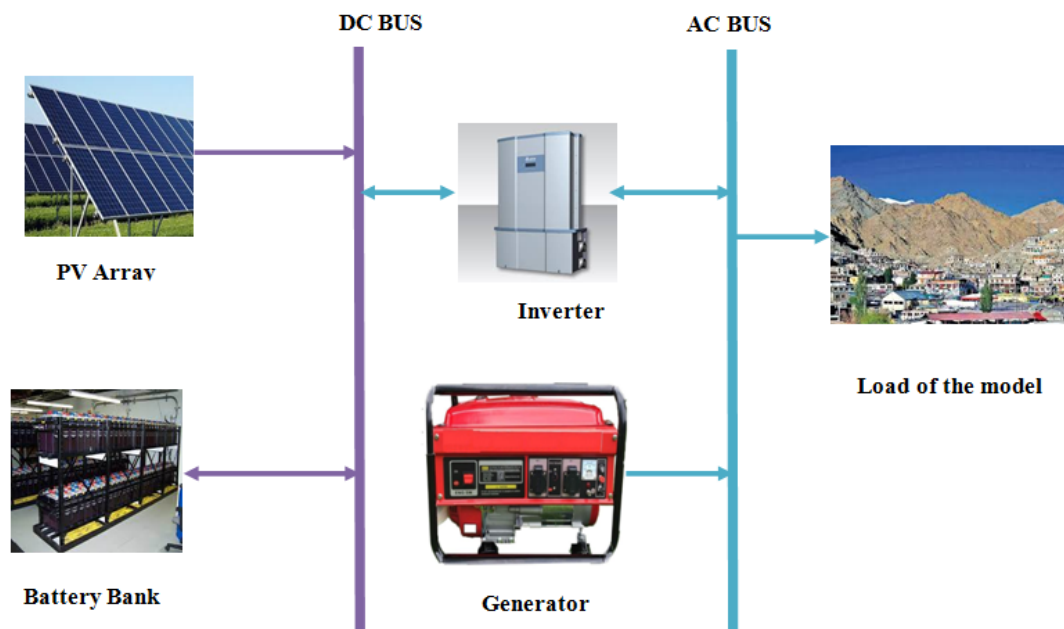 DC BUS
AC BUS
PV Array
Inverter
Load of the model
Battery Bank
Generator